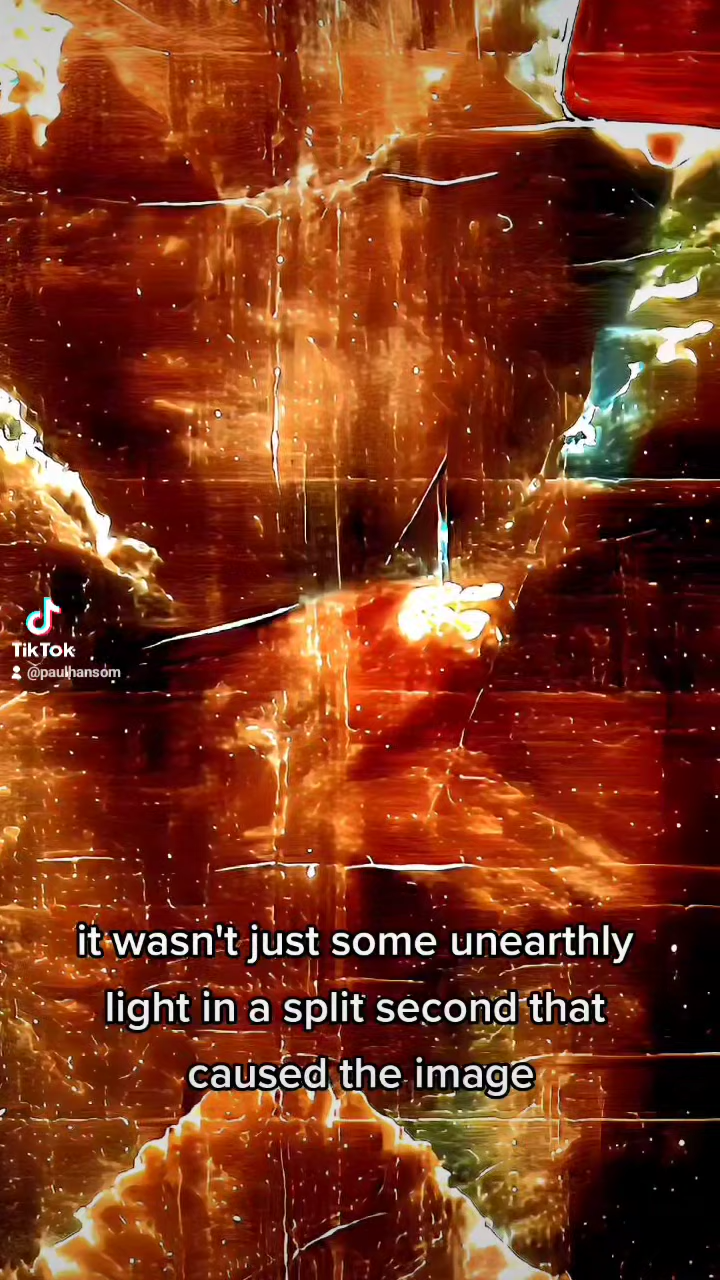 TikTok
@paulhansom
it wasn't just some unearthly
light in a split second that
caused the image